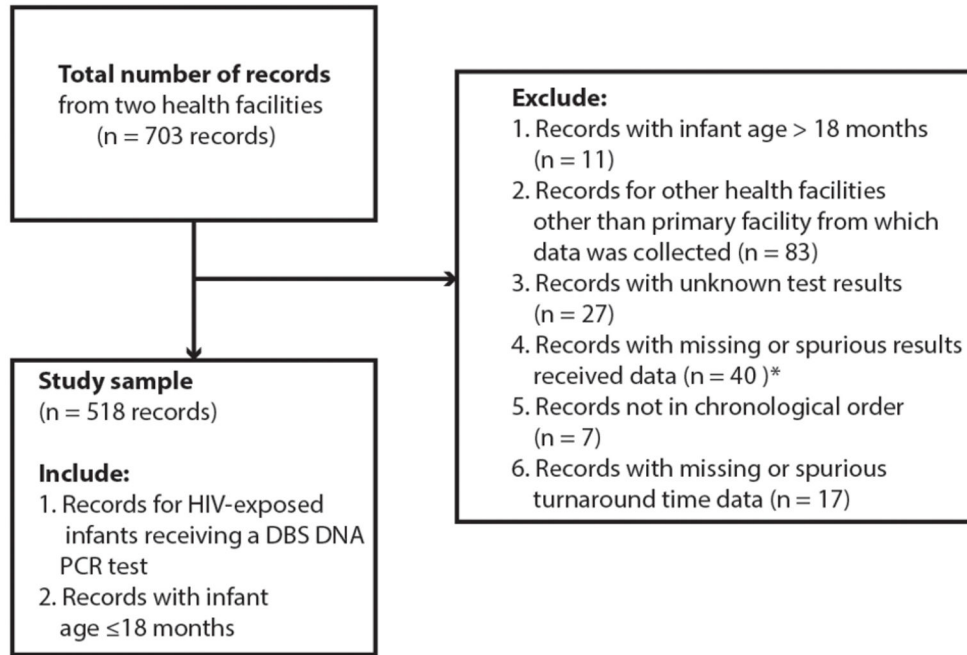 Total number of records
from two health facilities
(n = 703 records)
Exclude:
1. Records with infant age > 18 months
(n = 11)
2. Records for other health facilities
other than primary facility from which
data was collected (n = 83)
3. Records with unknown test results
(n = 27)
4. Records with missing or spurious results
received data (n = 40 )*
5. Records not in chronological order
(n = 7)
6. Records with missing or spurious
turnaround time data (n = 17)
Study sample
(n = 518 records)
Include:
1. Records for HIV-exposed
infants receiving a DBS DNA
PCR test
2. Records with infant
age ≤18 months